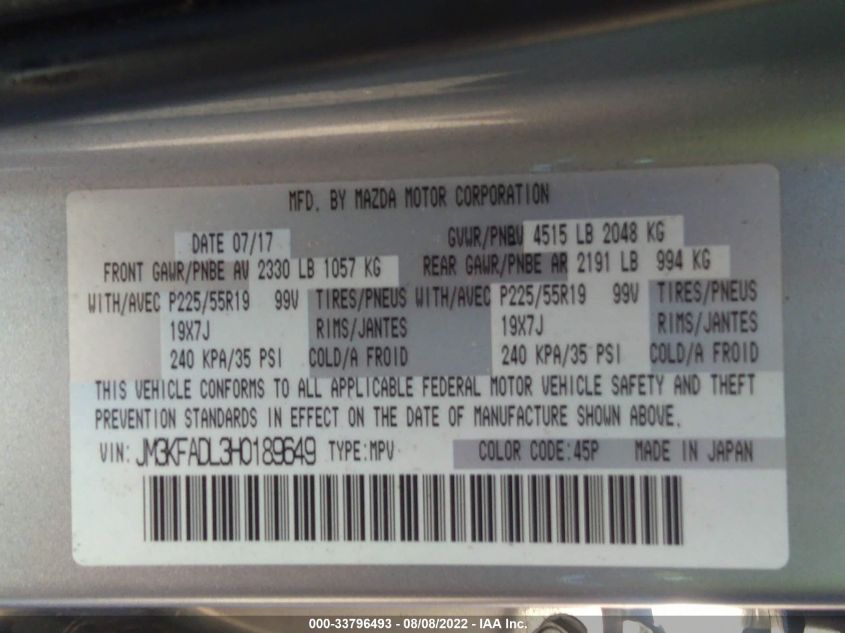 MFD. BY MAZDA MOTOR CORPORATION
DATE 07/17 GVWR/PNBV 4515 LB 2048 KG
FRONT GAWR/PNBE AV 2330 LB 1057 KG REAR GAWR/PNBE AR 2191 LB 994 KG
WITH/AVEC P225/55R19 99V TIRES/PNEUS WITH/AVEC P225/55R19 99V TIRES/PNEUS
19X7J RIMS/JANTES 19X7J RIMS/JANTES
240 KPA/35 PSI COLD/A FROID 240 KPA/35 PSI COLD/A FROID
THIS VEHICLE CONFORMS TO ALL APPLICABLE FEDERAL MOTOR VEHICLE SAFETY AND THEFT
PREVENTION STANDARDS IN EFFECT ON THE DATE OF MANUFACTURE SHOWN ABOVE.
VIN: JM3KFADL3H0189649 TYPE:MPV COLOR CODE:45P MADE IN JAPAN
000-33796493 - 08/08/2022 - IAA Inc.